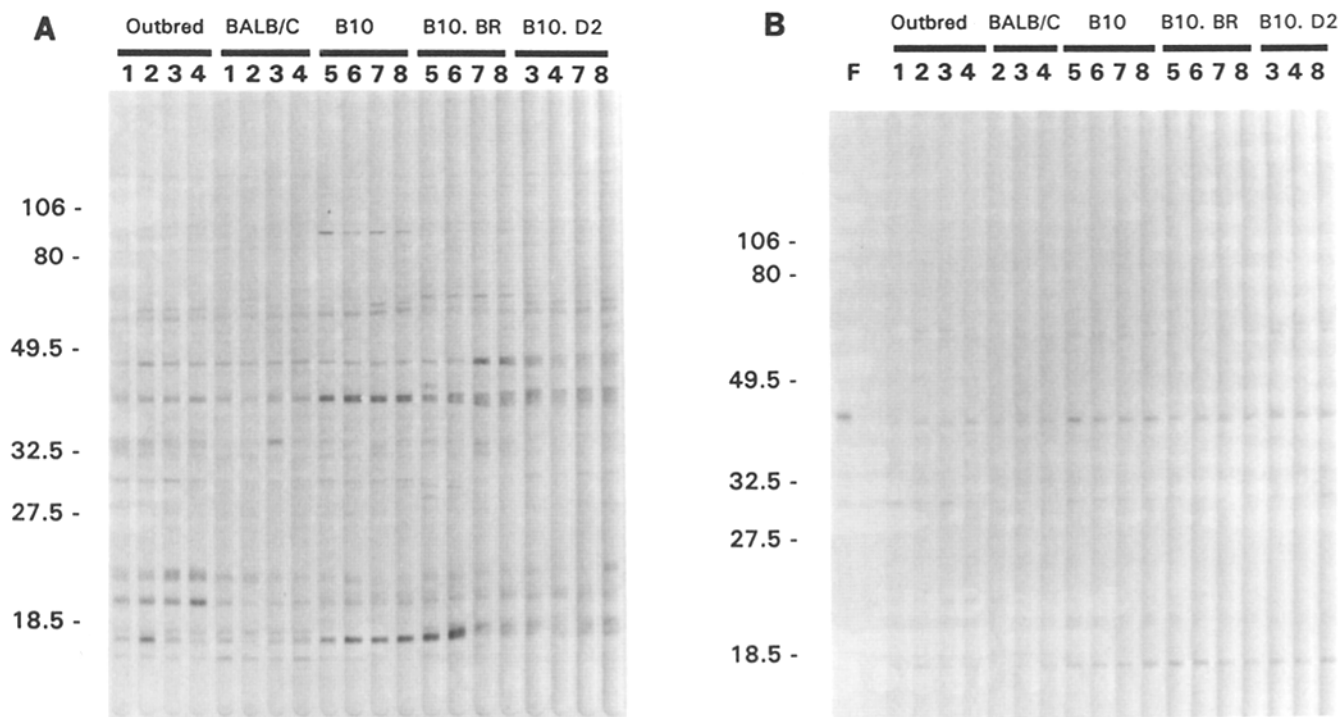 A
Outbred BALB/C B10 B10. BR B10. D2
1 2 3 4 1 2 3 4 5 6 7 8 5 6 7 8 3 4 7 8
106 -
80 -
49.5 -
32.5 -
27.5 -
18.5 -
B
Outbred BALB/C B10 B10. BR B10. D2
F 1 2 3 4 2 3 4 5 6 7 8 5 6 7 8 3 4 8
106 -
80 -
49.5 -
32.5 -
27.5 -
18.5 -